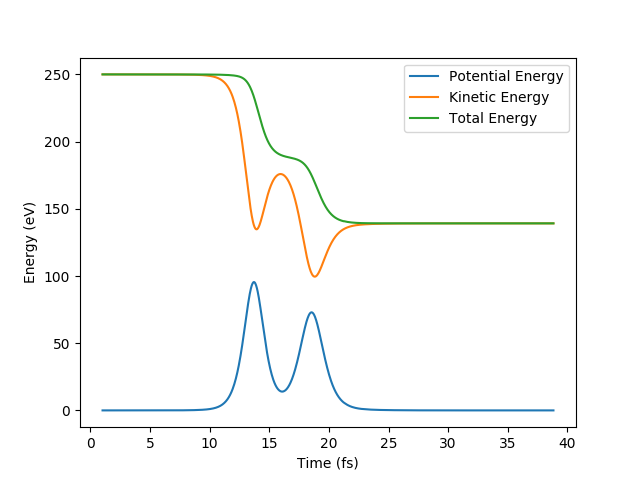 Potential Energy
Kinetic Energy
Total Energy
Energy (eV)
250
200
150
100
50
0
0 5 10 15 20 25 30 35 40
Time (fs)